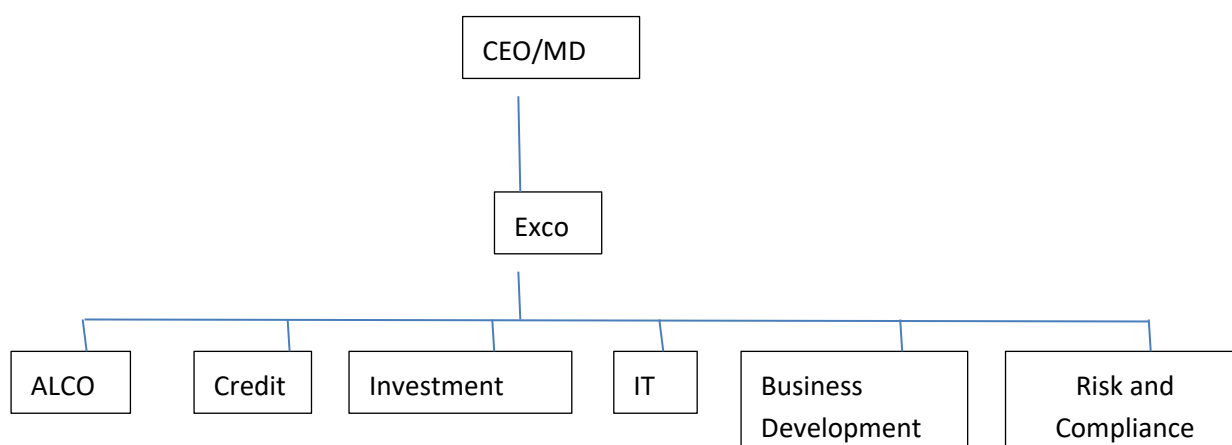 CEO/MD
Exco
ALCO
Credit
Investment
IT
Business
Development
Risk and
Compliance